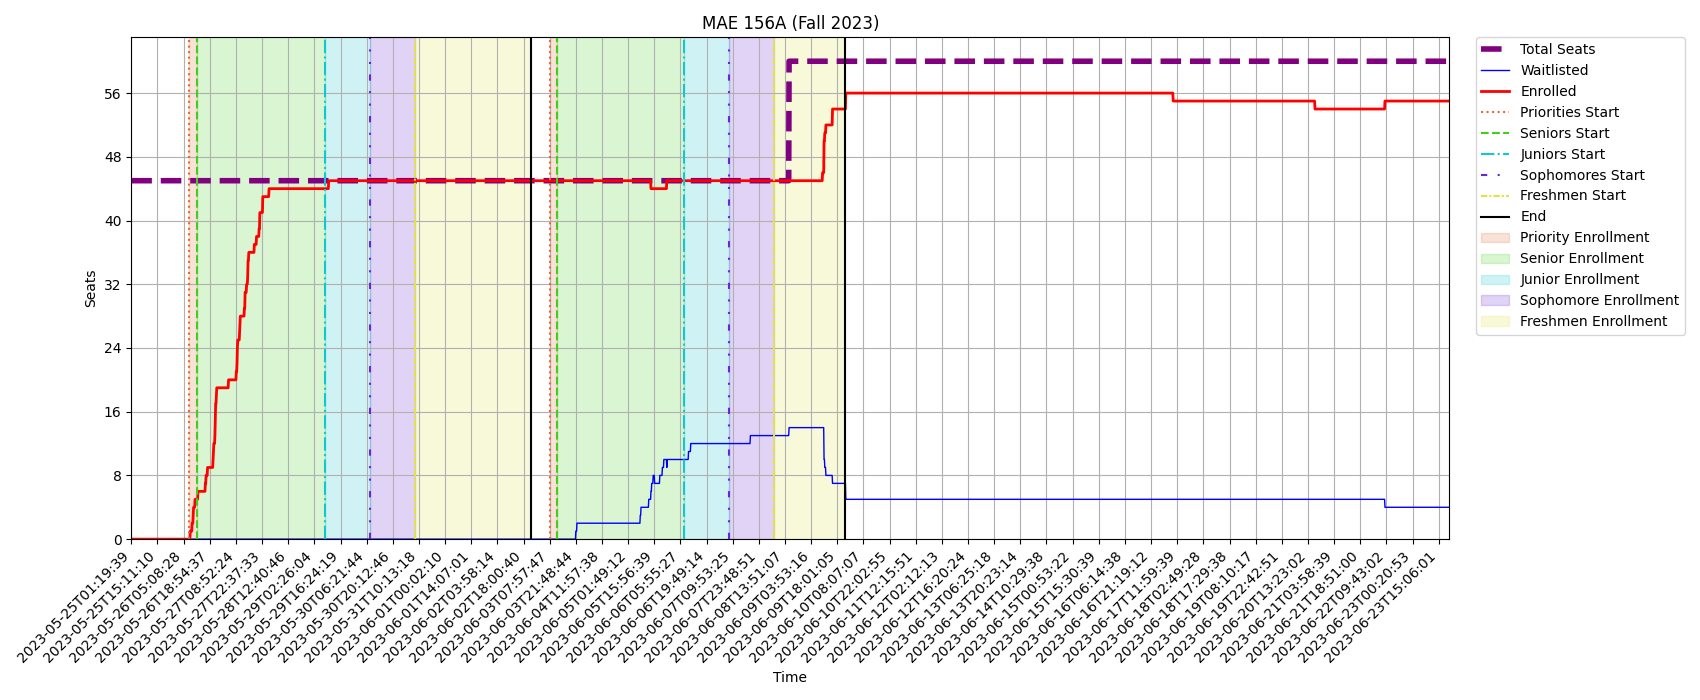 MAE 156A (Fall 2023)
Seats
56
48
40
32
24
16
8
0
2023-05-25T01:19:39
2023-05-25T15:11:10
2023-05-26T05:08:28
2023-05-26T18:54:37
2023-05-27T08:52:24
2023-05-27T22:37:33
2023-05-28T12:40:46
2023-05-29T02:26:04
2023-05-29T16:24:19
2023-05-30T06:21:44
2023-05-30T20:12:46
2023-05-31T10:13:18
2023-06-01T00:02:10
2023-06-01T14:07:01
2023-06-02T03:58:14
2023-06-02T18:00:40
2023-06-03T07:57:47
2023-06-03T21:48:44
2023-06-04T11:57:38
2023-06-05T01:49:12
2023-06-05T15:56:39
2023-06-06T05:55:27
2023-06-06T19:49:14
2023-06-07T09:53:25
2023-06-07T23:48:51
2023-06-08T13:51:07
2023-06-09T03:53:16
2023-06-09T18:01:05
2023-06-10T08:07:07
2023-06-10T22:02:55
2023-06-11T12:15:51
2023-06-12T02:12:13
2023-06-12T16:20:24
2023-06-13T06:25:18
2023-06-13T20:23:14
2023-06-14T10:29:38
2023-06-15T00:53:22
2023-06-15T15:30:39
2023-06-16T06:14:38
2023-06-16T21:19:12
2023-06-17T11:59:39
2023-06-18T02:49:28
2023-06-18T17:29:38
2023-06-19T08:10:17
2023-06-19T22:42:51
2023-06-20T13:23:02
2023-06-21T03:58:39
2023-06-21T18:51:00
2023-06-22T09:43:02
2023-06-23T00:20:53
2023-06-23T15:06:01
Time
Total Seats
Waitlisted
Enrolled
Priorities Start
Seniors Start
Juniors Start
Sophomores Start
Freshmen Start
End
Priority Enrollment
Senior Enrollment
Junior Enrollment
Sophomore Enrollment
Freshmen Enrollment